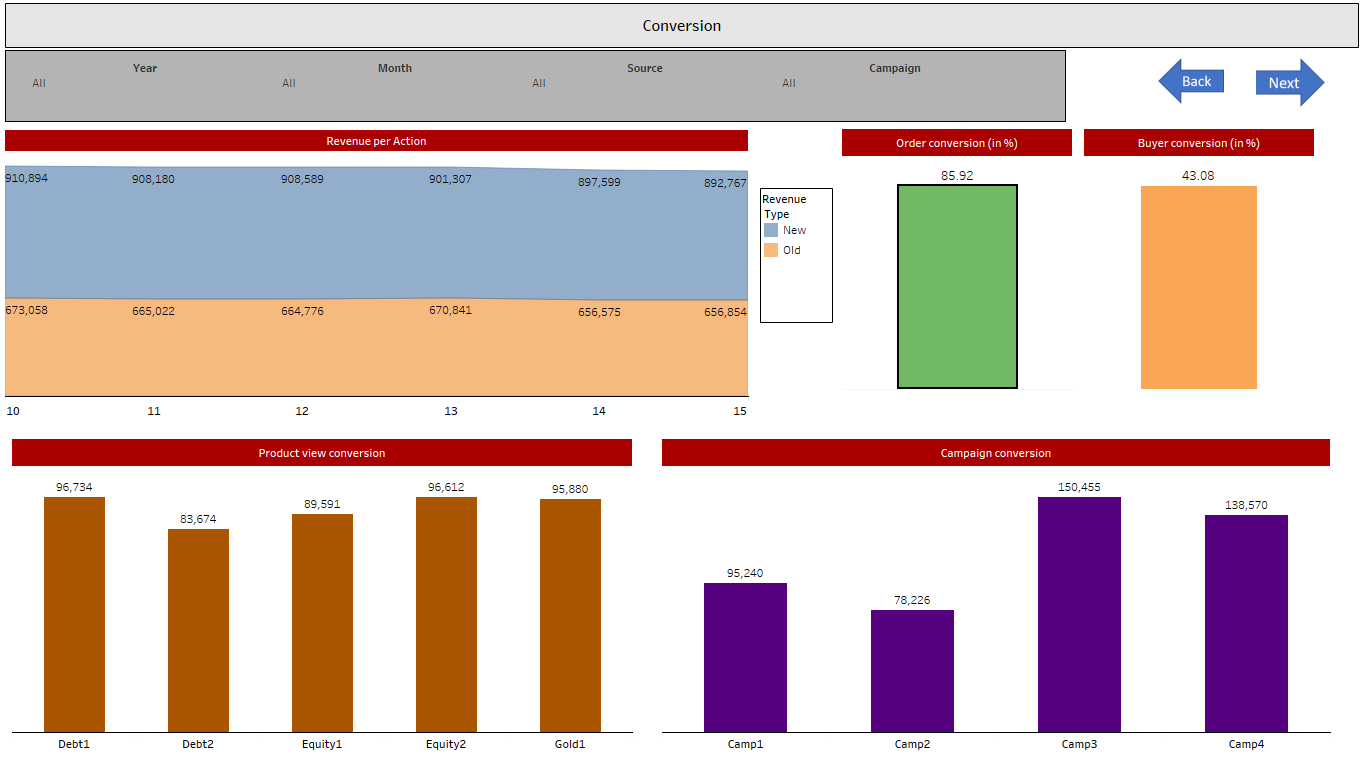 Conversion
Year Month Source Campaign
All All All All
Back Next
Revenue per Action
910,894 908,180 908,589 901,307 897,599 892,767
673,058 665,022 664,776 670,841 656,575 656,854
10 11 12 13 14 15
Revenue
Type
New
Old
Order conversion (in %)
85.92
Buyer conversion (in %)
43.08
Product view conversion
96,734 83,674 89,591 96,612 95,880
Debt1 Debt2 Equity1 Equity2 Gold1
Campaign conversion
95,240 78,226 150,455 138,570
Camp1 Camp2 Camp3 Camp4